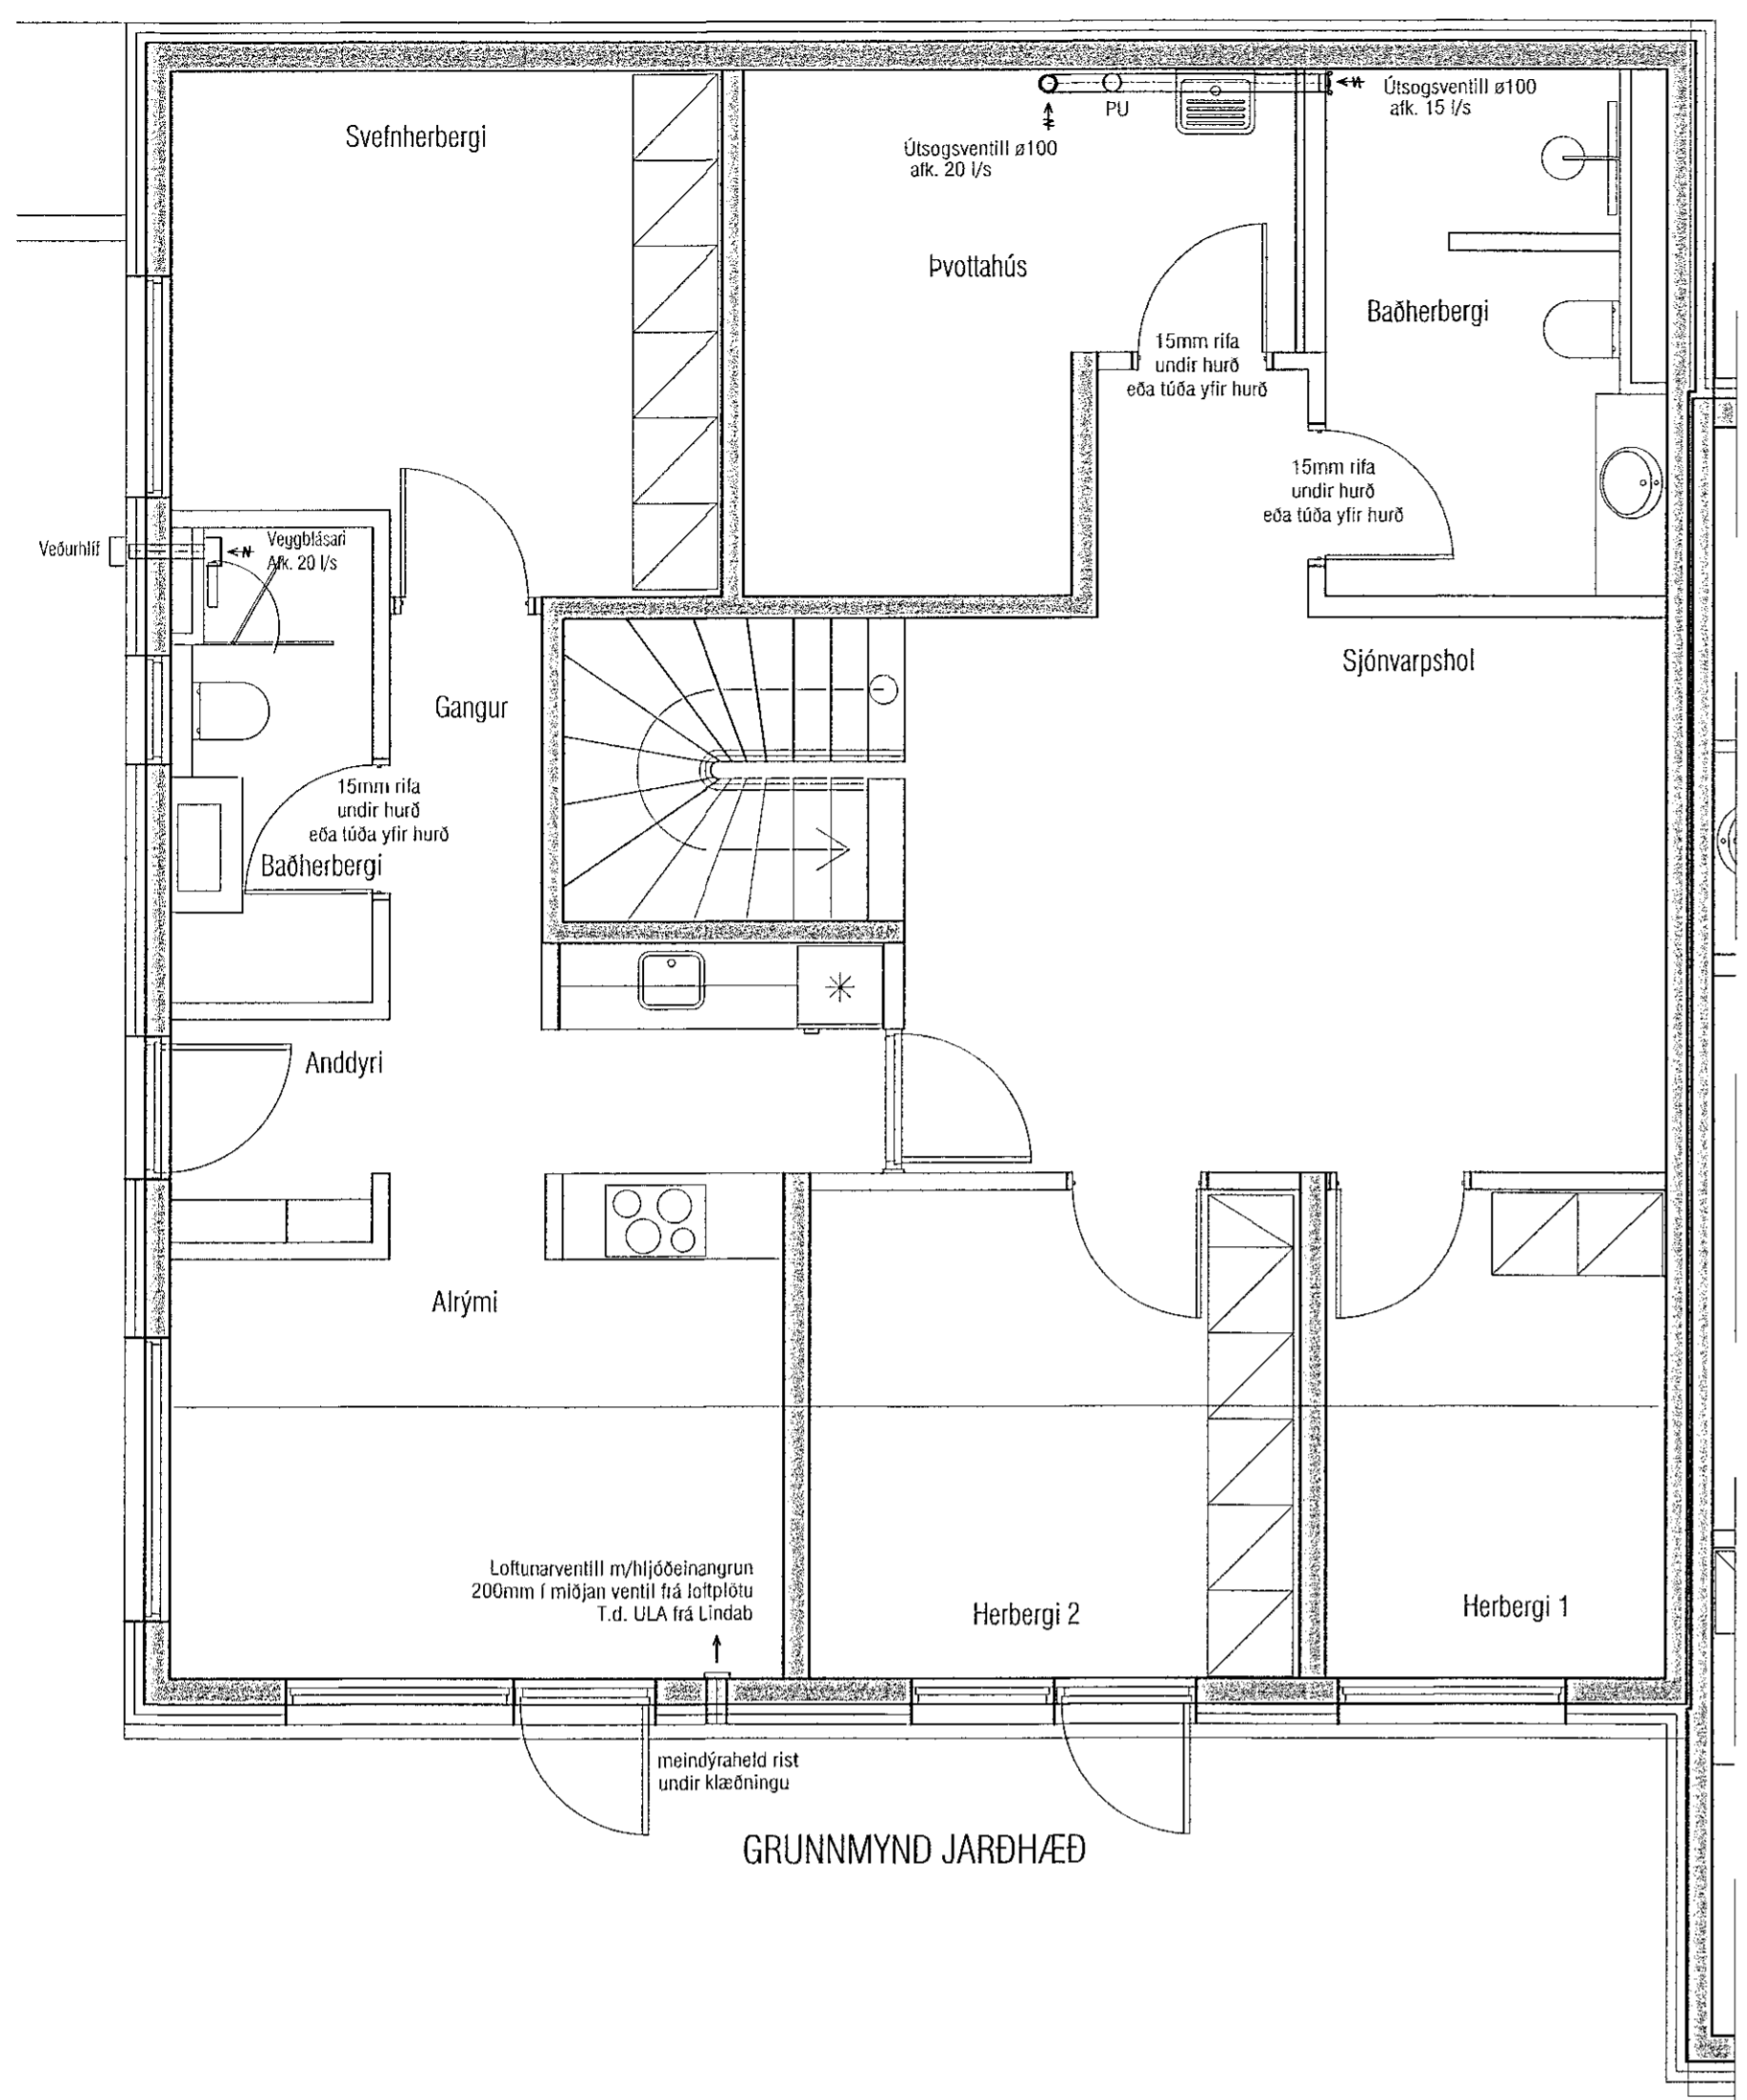 Svefnherbergi
Útsogsventill ø100
afk. 15 l/s
PU
Útsogsventill ø100
afk. 20 l/s
Þvottahús
Baðherbergi
15mm rifa
undir hurð
eða túða yfir hurð
15mm rifa
undir hurð
eða túða yfir hurð
Veðurhlíf
Veggblásari
Afk. 20 l/s
Sjónvarpshol
Gangur
15mm rifa
undir hurð
eða túða yfir hurð
Baðherbergi
Anddyri
Alrými
Loftunarventill m/hljóðeinangrun
200mm í miðjan ventil frá loftplötu
T.d. ULA frá Lindab
Herbergi 2
Herbergi 1
meindýraheld rist
undir klæðningu
GRUNNMYND JARÐHÆÐ